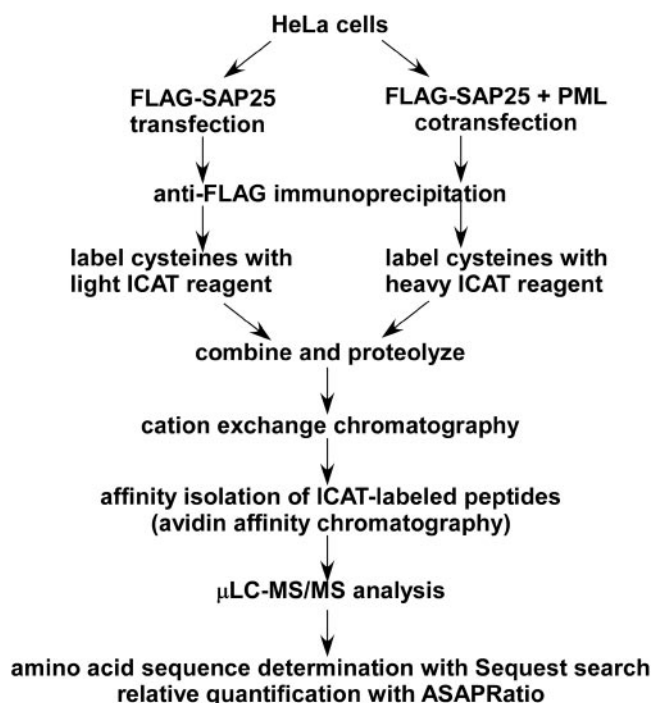 HeLa cells
FLAG-SAP25
transfection
FLAG-SAP25 + PML
cotransfection
anti-FLAG immunoprecipitation
label cysteines with
light ICAT reagent
label cysteines with
heavy ICAT reagent
combine and proteolyze
cation exchange chromatography
affinity isolation of ICAT-labeled peptides
(avidin affinity chromatography)
μLC-MS/MS analysis
amino acid sequence determination with Sequest search
relative quantification with ASAPRatio